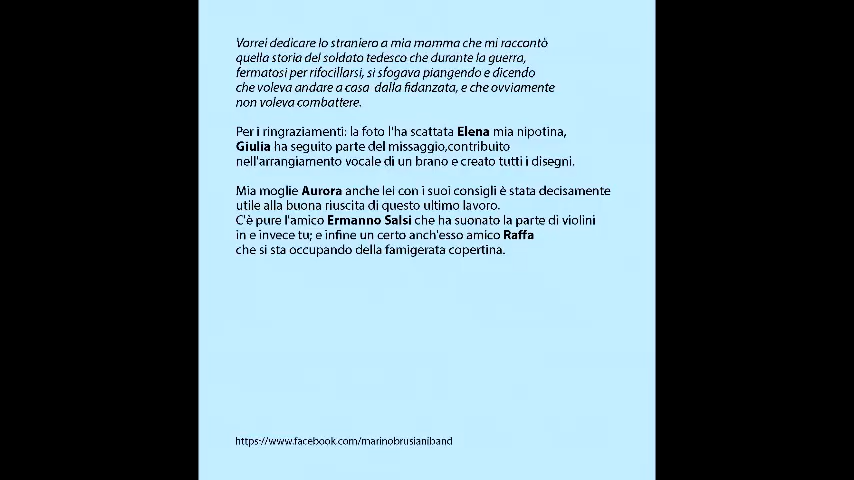 Vorrei dedicare lo straniero a mia mamma che mi raccontò
quella storia del soldato tedesco che durante la guerra,
fermatosi per rifocillarsi, si sfogava piangendo e dicendo
che voleva andare a casa dalla fidanzata, e che ovviamente
non voleva combattere.
Per i ringraziamenti: la foto l'ha scattata Elena mia nipotina,
Giulia ha seguito parte del missaggio,contribuito
nell'arrangiamento vocale di un brano e creato tutti i disegni.
Mia moglie Aurora anche lei con i suoi consigli è stata decisamente
utile alla buona riuscita di questo ultimo lavoro.
C'è pure l'amico Ermanno Salsi che ha suonato la parte di violini
in e invece tu; e infine un certo anch'esso amico Raffa
che si sta occupando della famigerata copertina.
https://www.facebook.com/marinobrusianiband